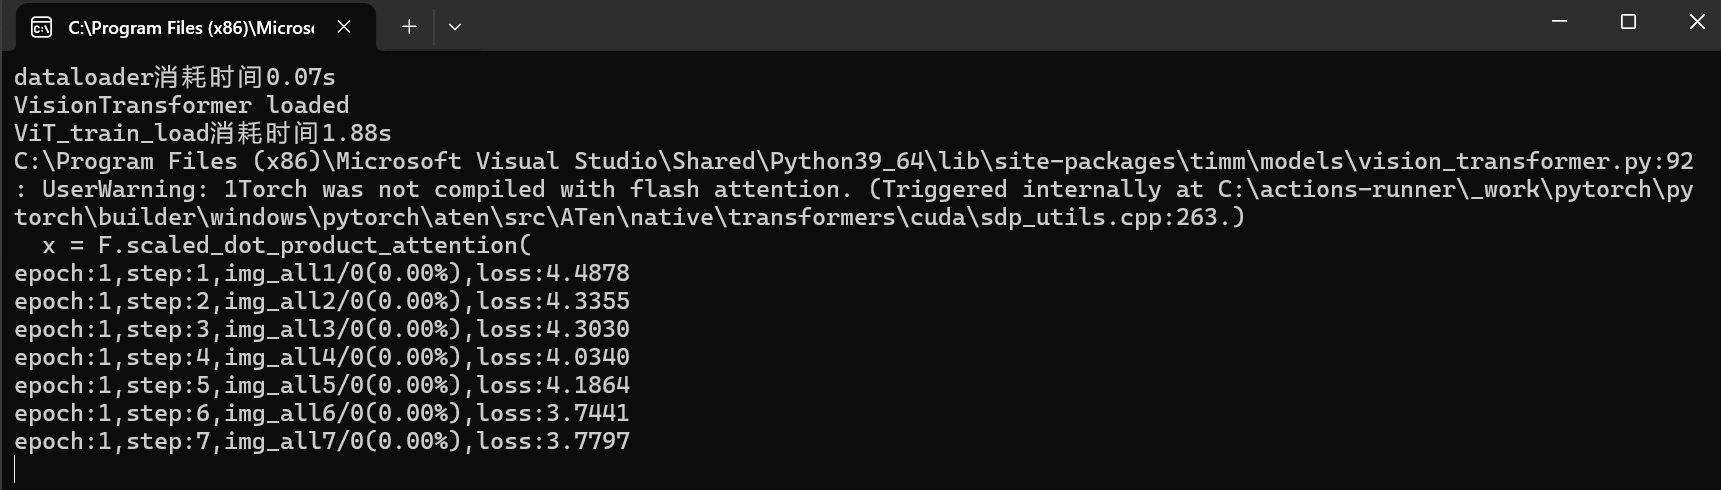 C:\Program Files (x86)\Micros
dataloader消耗时间0.07s
VisionTransformer loaded
ViT_train_load消耗时间1.88s
C:\Program Files (x86)\Microsoft Visual Studio\Shared\Python39_64\lib\site-packages\timm\models\vision_transformer.py:92
: UserWarning: 1Torch was not compiled with flash attention. (Triggered internally at C:\actions-runner\_work\pytorch\py
torch\builder\windows\pytorch\aten\src\ATen\native\transformers\cuda\sdp_utils.cpp:263.)
  x = F.scaled_dot_product_attention(
epoch:1,step:1,img_all1/0(0.00%),loss:4.4878
epoch:1,step:2,img_all2/0(0.00%),loss:4.3355
epoch:1,step:3,img_all3/0(0.00%),loss:4.3030
epoch:1,step:4,img_all4/0(0.00%),loss:4.0340
epoch:1,step:5,img_all5/0(0.00%),loss:4.1864
epoch:1,step:6,img_all6/0(0.00%),loss:3.7441
epoch:1,step:7,img_all7/0(0.00%),loss:3.7797